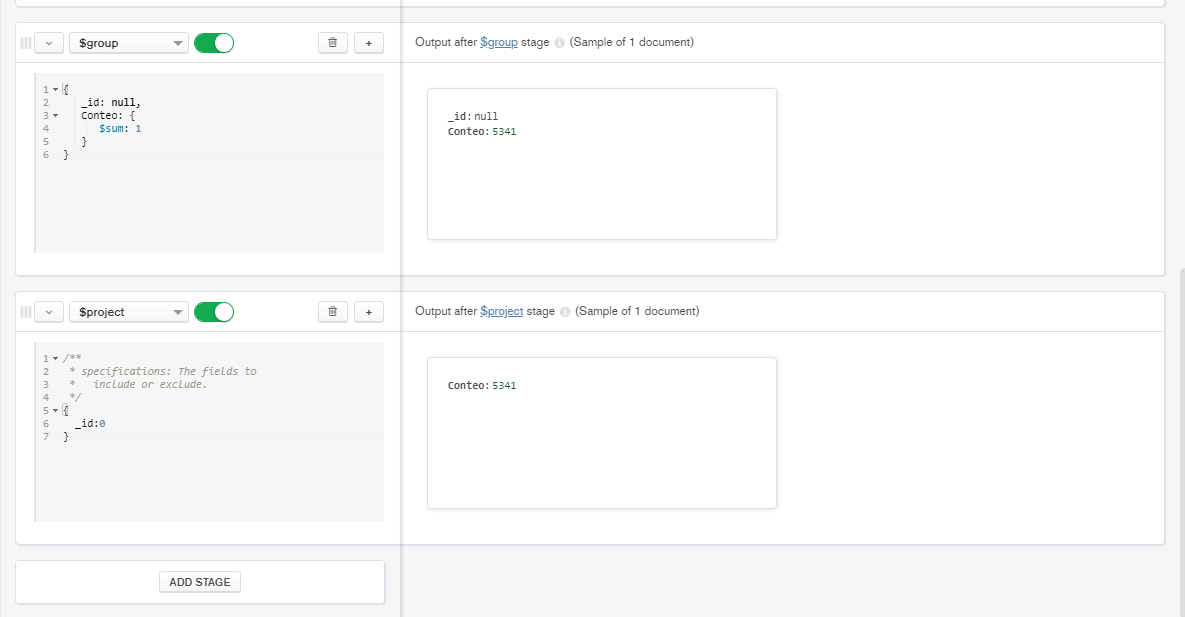 $group
+
Output after $group stage (Sample of 1 document)
1 {
2 _id: null,
3 Conteo: {
4 $sum: 1
5 }
6 }
_id: null
Conteo: 5341
$project
+
Output after $project stage (Sample of 1 document)
1 /**
2 * specifications: The fields to
3 * include or exclude.
4 */
5 {
6 _id:0
7 }
Conteo: 5341
ADD STAGE